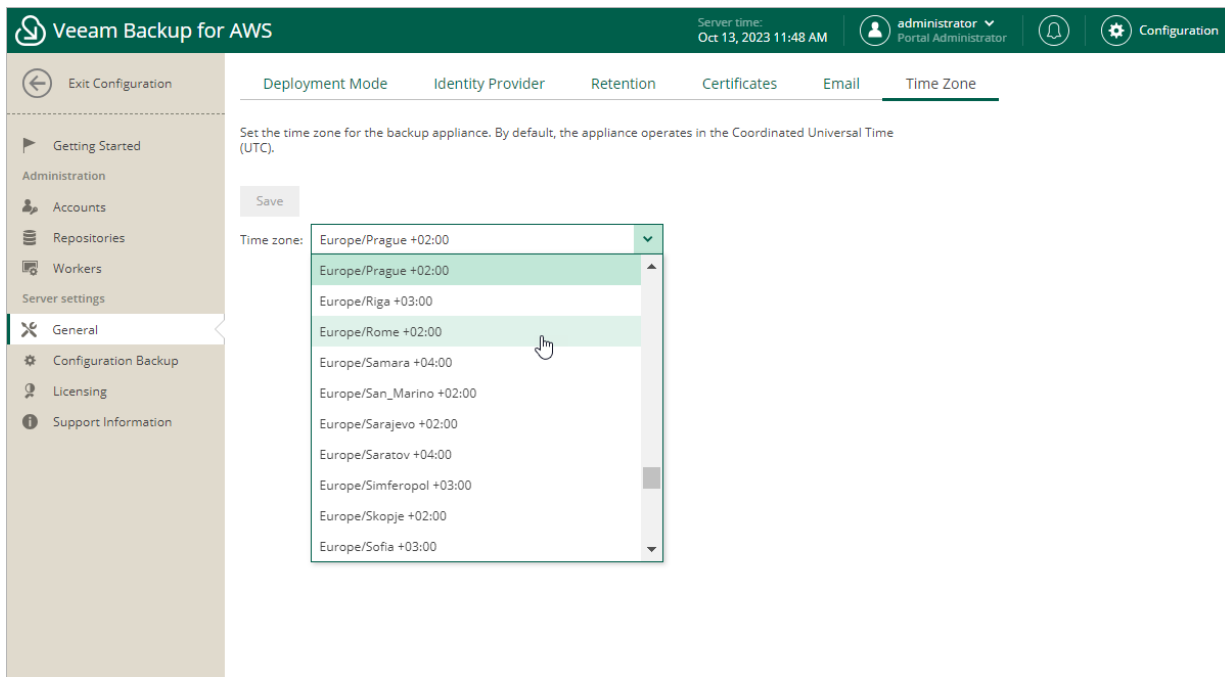 Veeam Backup for AWS
Server time:
Oct 13, 2023 11:48 AM
administrator
Portal Administrator
Configuration
Exit Configuration
Getting Started
Administration
Accounts
Repositories
Workers
Server settings
General
Configuration Backup
Licensing
Support Information
Deployment Mode
Identity Provider
Retention
Certificates
Email
Time Zone
Set the time zone for the backup appliance. By default, the appliance operates in the Coordinated Universal Time
(UTC).
Save
Time zone:
Europe/Prague +02:00
Europe/Prague +02:00
Europe/Riga +03:00
Europe/Rome +02:00
Europe/Samara +04:00
Europe/San_Marino +02:00
Europe/Sarajevo +02:00
Europe/Saratov +04:00
Europe/Simferopol +03:00
Europe/Skopje +02:00
Europe/Sofia +03:00